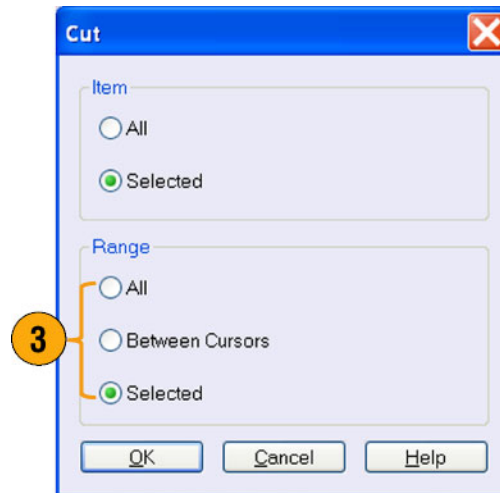 Cut
Item
All
Selected
Range
All
3
Between Cursors
Selected
OK Cancel Help